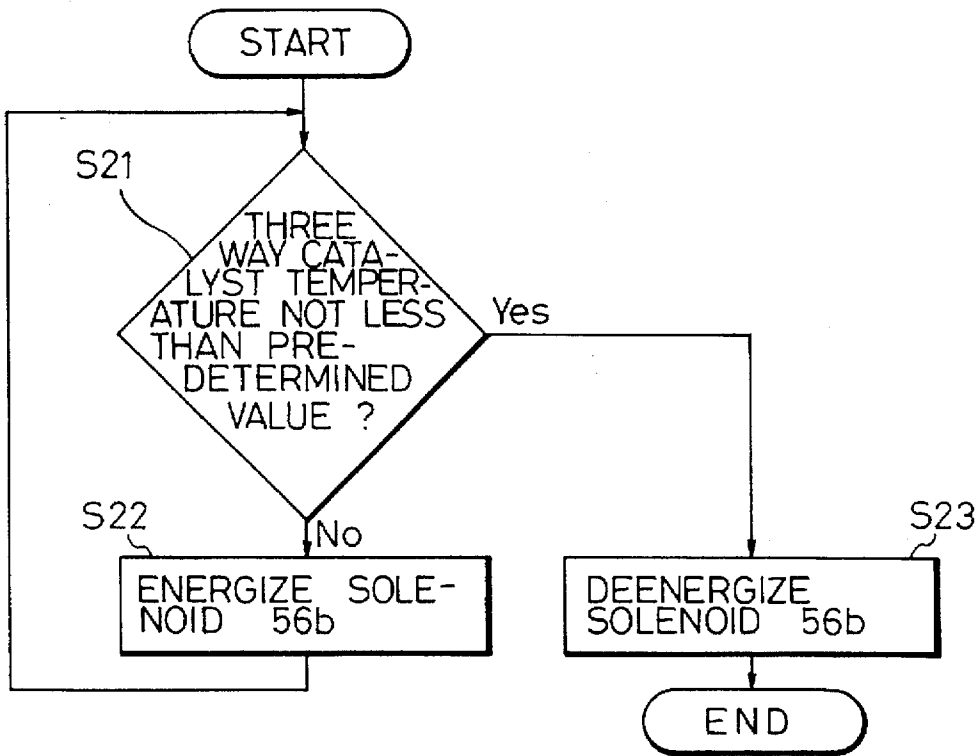 START
S21
THREE
WAY CATA-
LYST TEMPER-
ATURE NOT LESS
THAN PRE-
DETERMINED
VALUE ?
Yes
No
S22
ENERGIZE SOLE-
NOID 56b
S23
DEENERGIZE
SOLENOID 56b
END